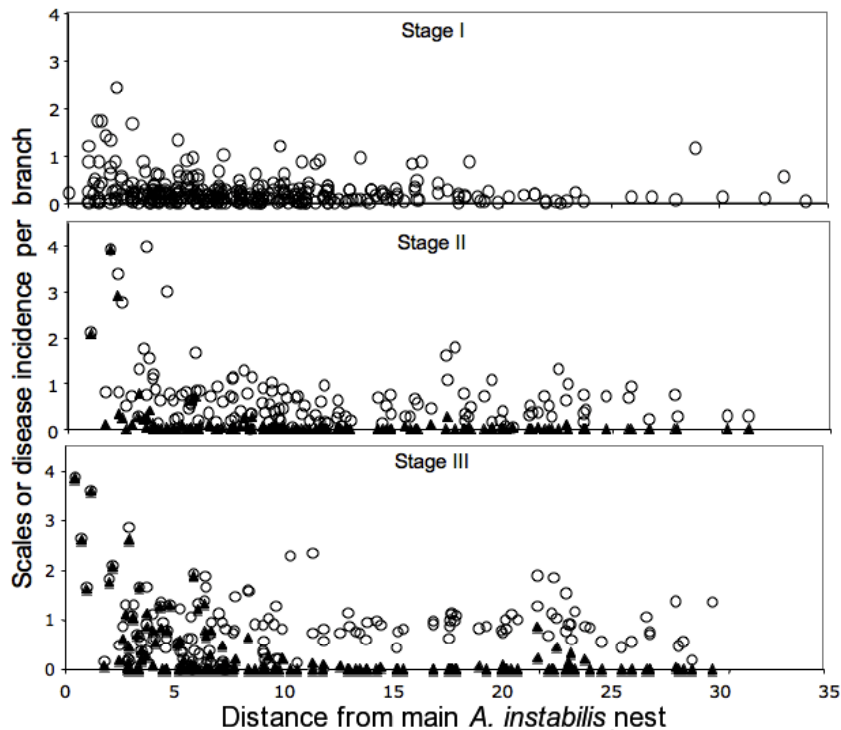 Scales or disease incidence per branch
4
3
2
1
0
Stage I
4
3
2
1
0
Stage II
4
3
2
1
0
Stage III
0 5 10 15 20 25 30 35
Distance from main A. instabilis nest